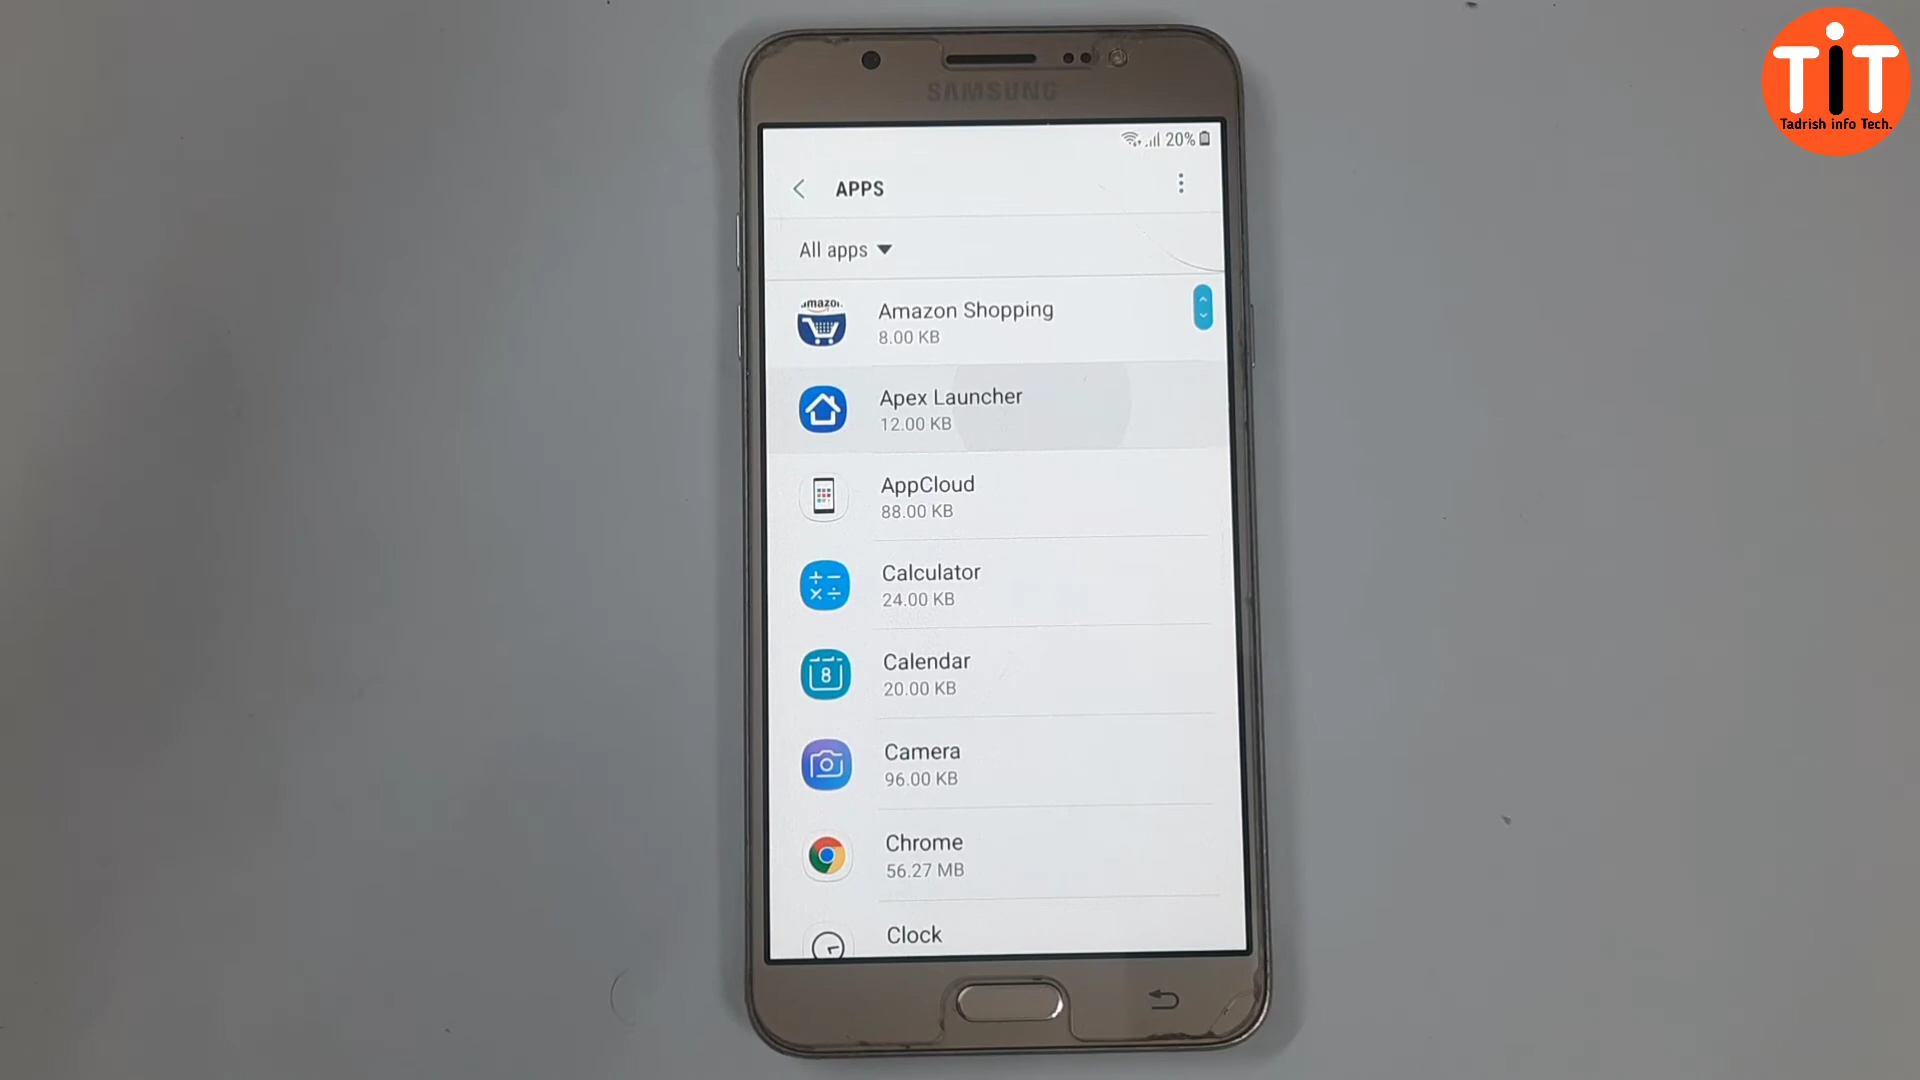 TiT
Tadrish info Tech.
SAMSUNG
20%
APPS
All apps
amazon
Amazon Shopping
8.00 KB
Apex Launcher
12.00 KB
AppCloud
88.00 KB
Calculator
24.00 KB
8
Calendar
20.00 KB
Camera
96.00 KB
Chrome
56.27 MB
Clock